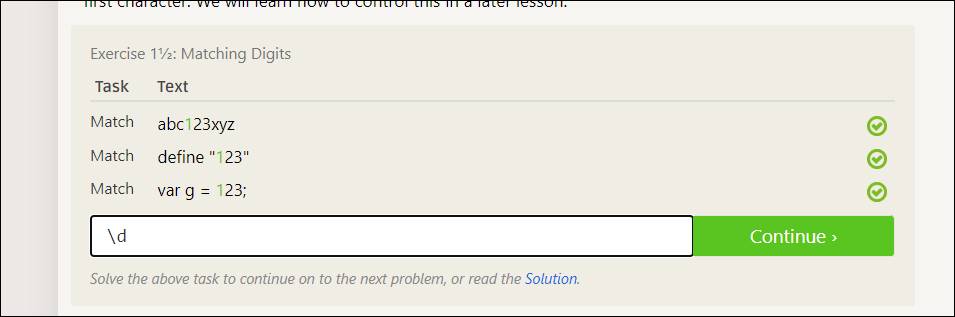 first character. We will learn how to control this in a later lesson.
Exercise 1½: Matching Digits
Task Text
Match abc123xyz
Match define "123"
Match var g = 123;
\d
Continue ›
Solve the above task to continue on to the next problem, or read the Solution.